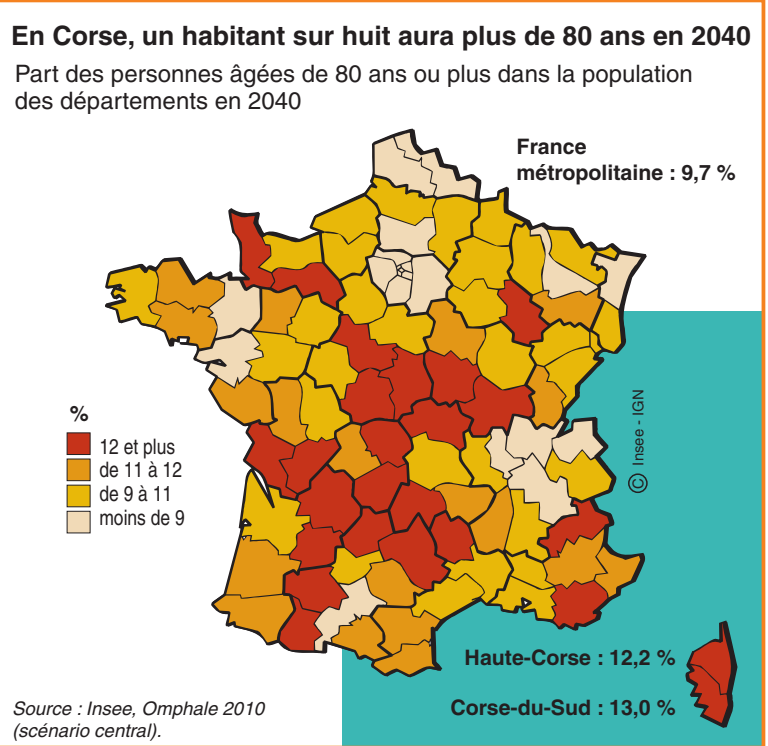 En Corse, un habitant sur huit aura plus de 80 ans en 2040
Part des personnes âgées de 80 ans ou plus dans la population
des départements en 2040
France
métropolitaine : 9,7 %
%
12 et plus
de 11 à 12
de 9 à 11
moins de 9
© Insee - IGN
Haute-Corse : 12,2 %
Corse-du-Sud : 13,0 %
Source : Insee, Omphale 2010
(scénario central).